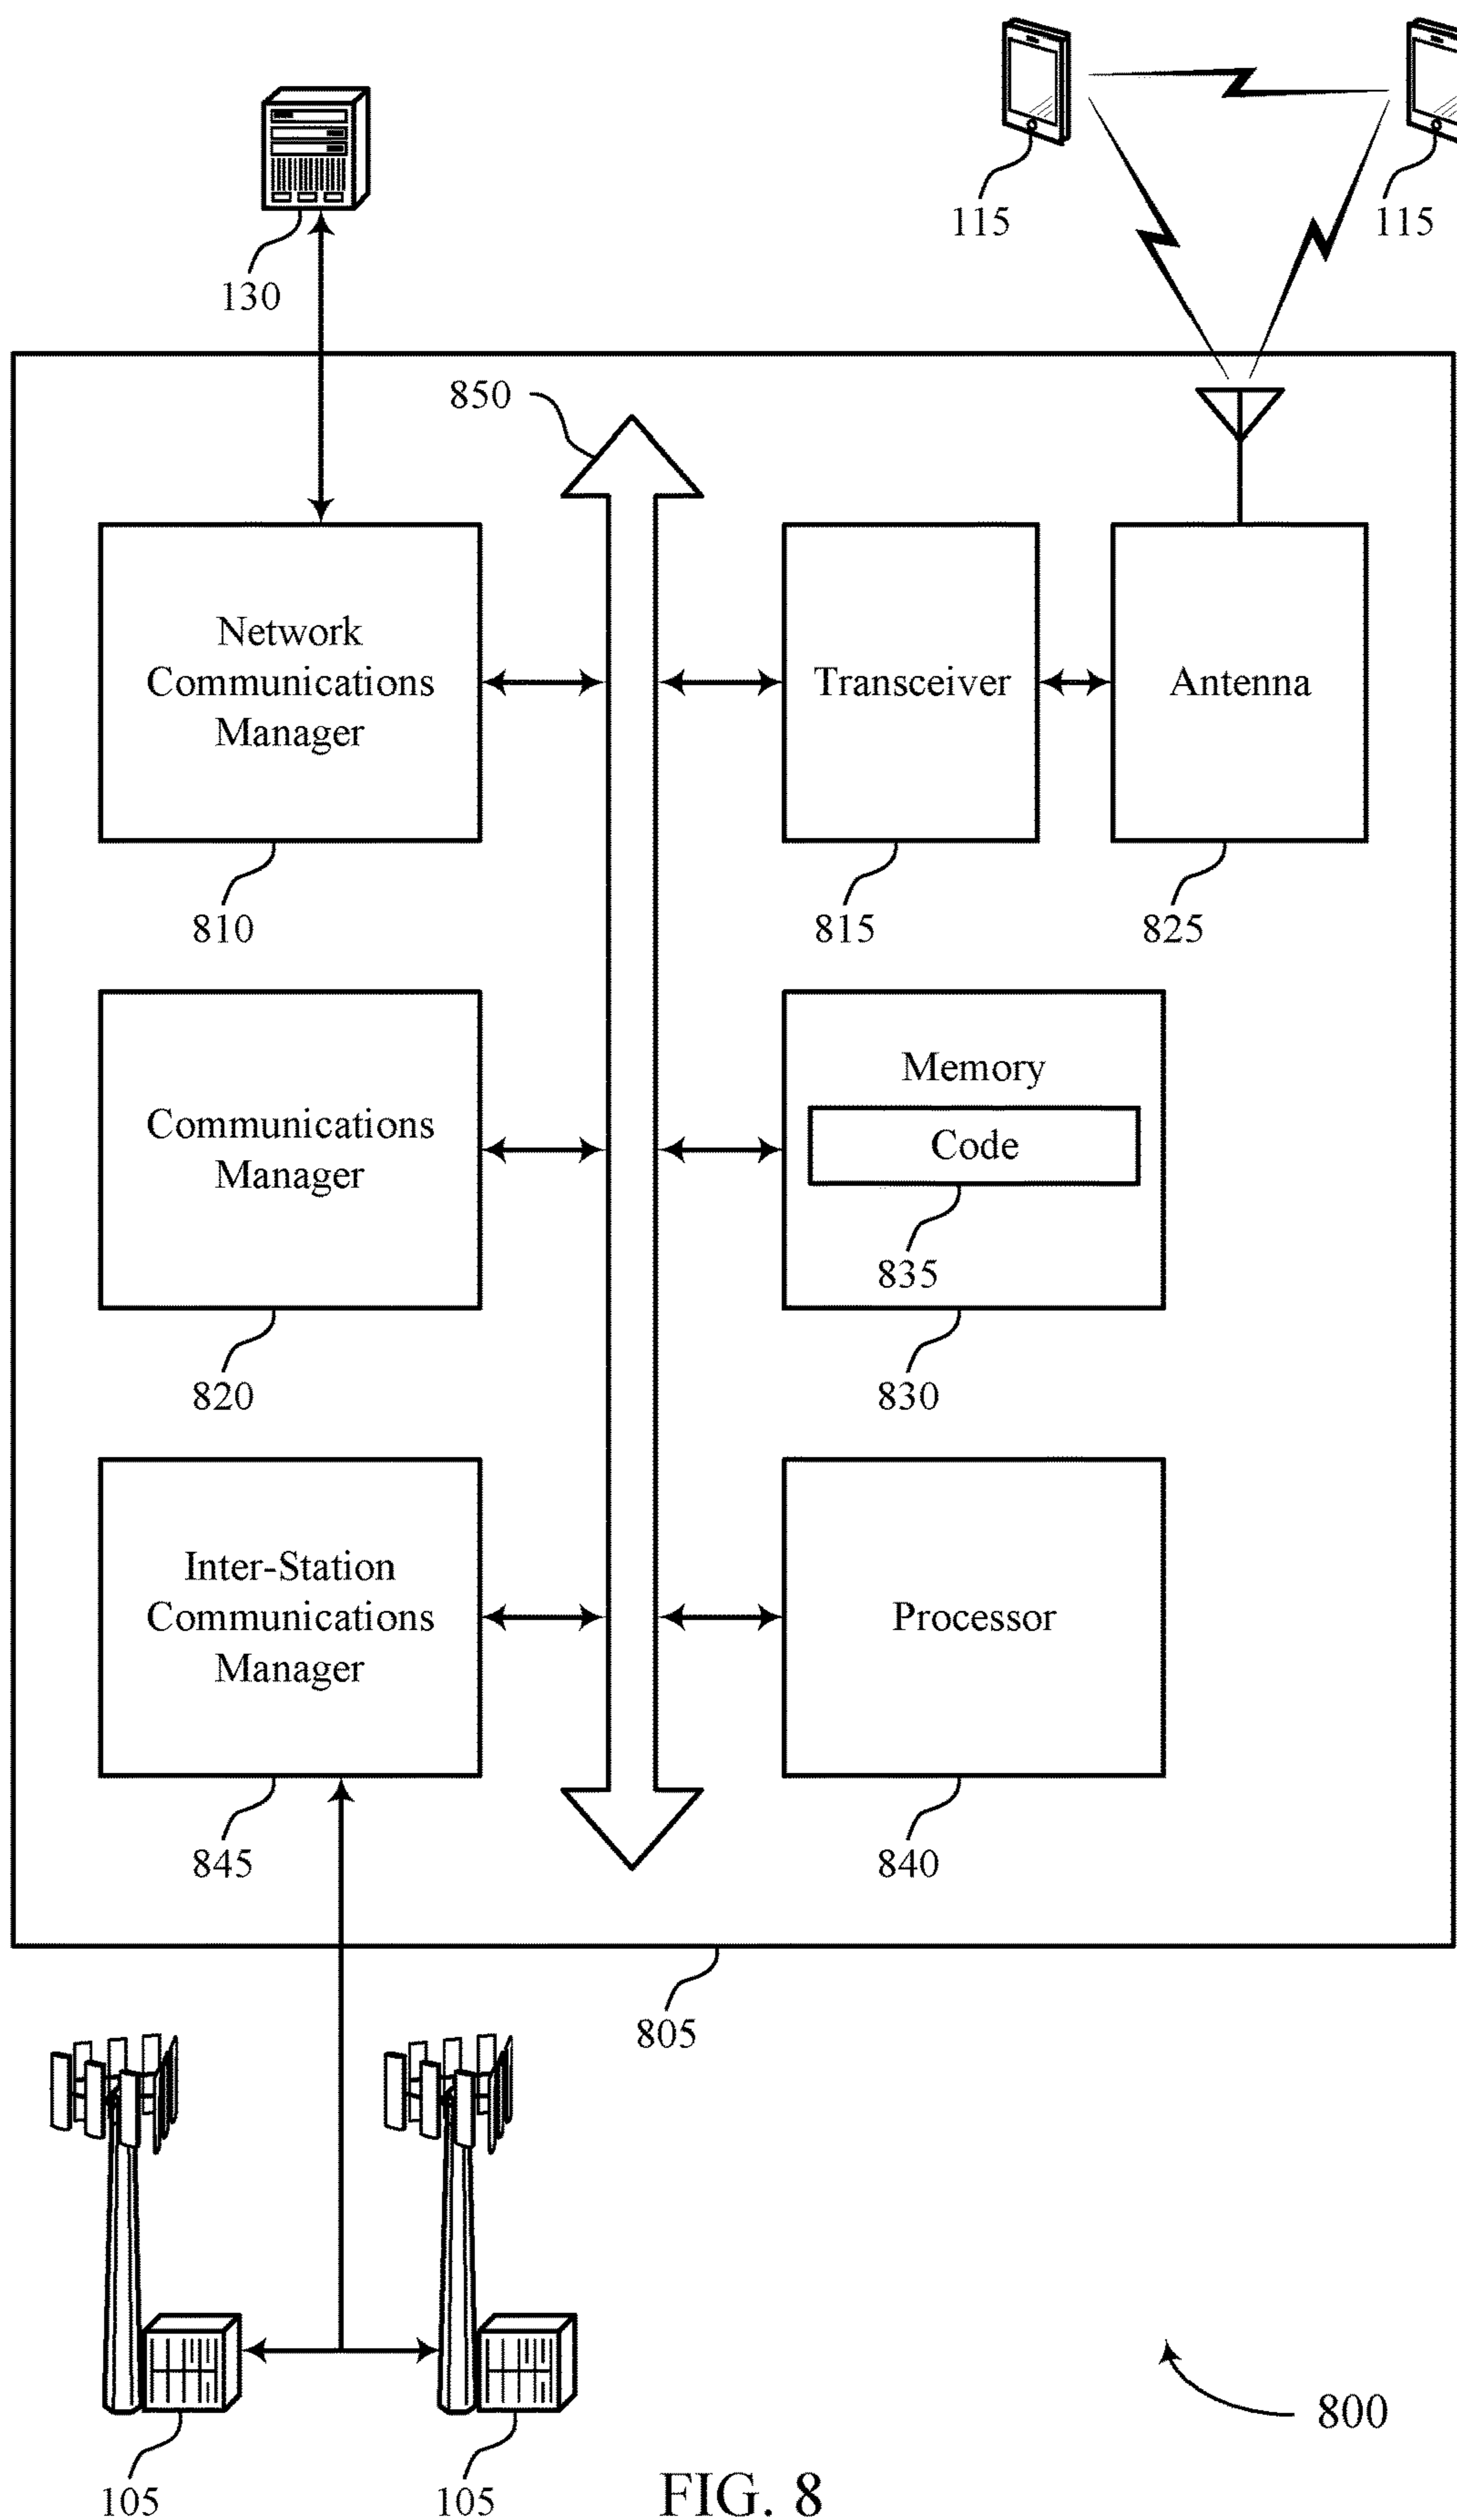 115
115
130
850
Network
Communications
Manager
Transceiver
Antenna
810
815
825
Communications
Manager
Memory
Code
835
820
830
Inter-Station
Communications
Manager
Processor
845
840
805
800
105
105
FIG. 8